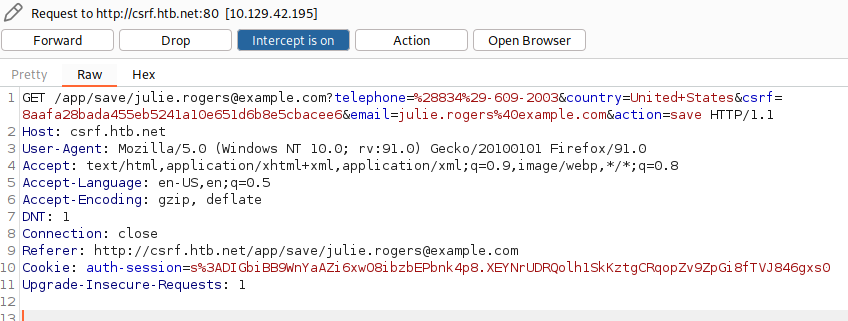 Request to http://csrf.htb.net:80 [10.129.42.195]
Forward Drop Intercept is on Action Open Browser
Pretty Raw Hex
1 GET /app/save/julie.rogers@example.com?telephone=%28834%29-609-2003&country=United+States&csrf=
8aafa28bada455eb5241a10e651d6b8e5cbacee6&email=julie.rogers%40example.com&action=save HTTP/1.1
2 Host: csrf.htb.net
3 User-Agent: Mozilla/5.0 (Windows NT 10.0; rv:91.0) Gecko/20100101 Firefox/91.0
4 Accept: text/html,application/xhtml+xml,application/xml;q=0.9,image/webp,*/*;q=0.8
5 Accept-Language: en-US,en;q=0.5
6 Accept-Encoding: gzip, deflate
7 DNT: 1
8 Connection: close
9 Referer: http://csrf.htb.net/app/save/julie.rogers@example.com
10 Cookie: auth-session=s%3ADIGbiBB9WnYaAZi6xwO8ibzbEPbnk4p8.XEYNrUDRQolh1SkKztgCRqopZv9ZpGi8fTVJ846gxs0
11 Upgrade-Insecure-Requests: 1
12
13